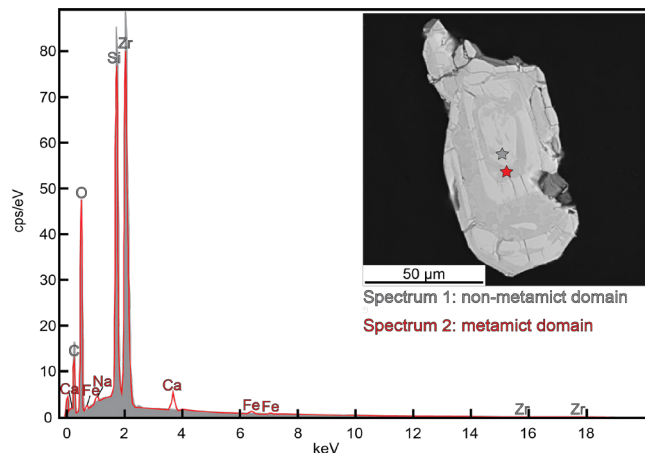 80
70
60
50
40
30
20
10
0
cps/eV
Si
Zr
O
C
Ca
Fe
Na
Ca
Fe
Fe
Zr
Zr
0 2 4 6 8 10 12 14 16 18
keV
50 µm
Spectrum 1: non-metamict domain
Spectrum 2: metamict domain